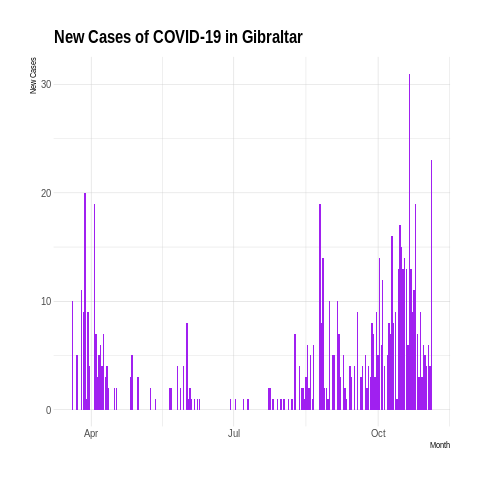 New Cases of COVID-19 in Gibraltar
New Cases
30
20
10
0
Apr
Jul
Oct
Month